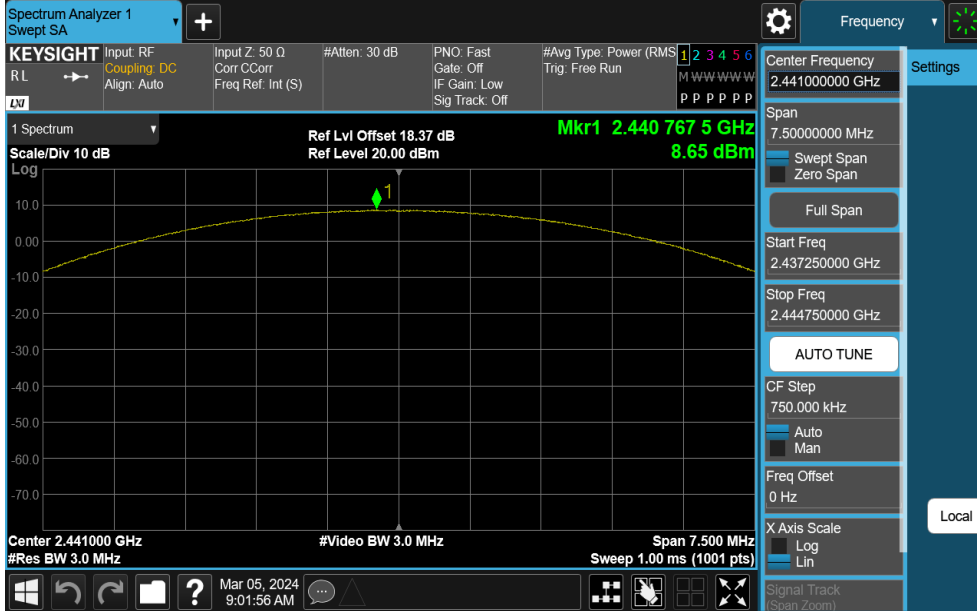 Spectrum Analyzer 1
Swept SA
+
Frequency
KEYSIGHT
RL
LXI
Input: RF
Coupling: DC
Align: Auto
Input Z: 50 Ω
Corr CCorr
Freq Ref: Int (S)
#Atten: 30 dB
PNO: Fast
Gate: Off
IF Gain: Low
Sig Track: Off
#Avg Type: Power (RMS
Trig: Free Run
1 2 3 4 5 6
M W W W W W
P P P P P P
1 Spectrum
Scale/Div 10 dB
Log
Ref Lvl Offset 18.37 dB
Ref Level 20.00 dBm
Mkr1 2.440 767 5 GHz
8.65 dBm
1
10.0
0.00
-10.0
-20.0
-30.0
-40.0
-50.0
-60.0
-70.0
Center 2.441000 GHz
#Res BW 3.0 MHz
#Video BW 3.0 MHz
Span 7.500 MHz
Sweep 1.00 ms (1001 pts)
Center Frequency
2.441000000 GHz
Span
7.50000000 MHz
Swept Span
Zero Span
Full Span
Start Freq
2.437250000 GHz
Stop Freq
2.444750000 GHz
AUTO TUNE
CF Step
750.000 kHz
Auto
Man
Freq Offset
0 Hz
X Axis Scale
Log
Lin
Signal Track
(Span Zoom)
Settings
Local
?
Mar 05, 2024
9:01:56 AM